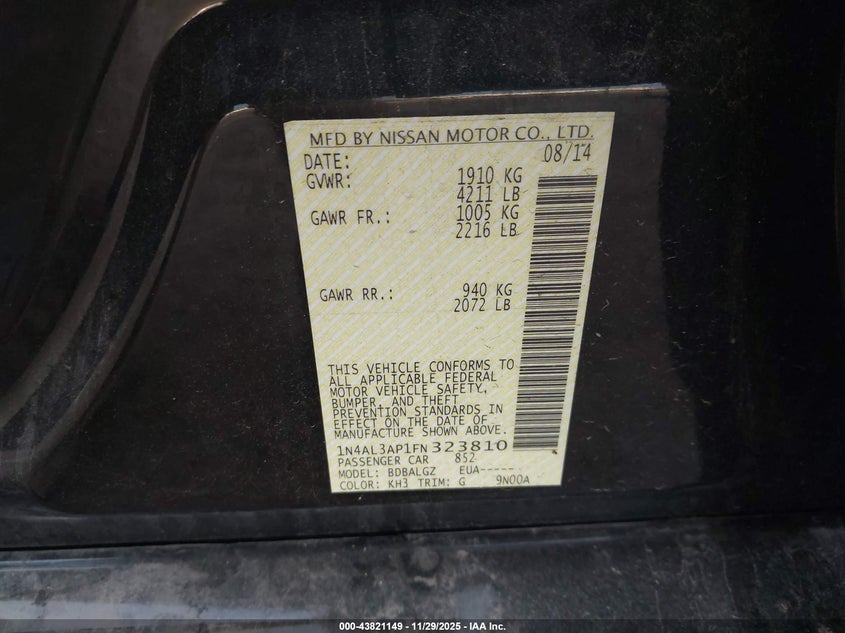 MFD BY NISSAN MOTOR CO., LTD.
DATE: 08/14
GVWR: 1910 KG
4211 LB
GAWR FR.: 1005 KG
2216 LB
GAWR RR.: 940 KG
2072 LB
THIS VEHICLE CONFORMS TO
ALL APPLICABLE FEDERAL
MOTOR VEHICLE SAFETY,
BUMPER, AND THEFT
PREVENTION STANDARDS IN
EFFECT ON THE DATE OF
MANUFACTURE SHOWN ABOVE.
1N4AL3AP1FN323810
PASSENGER CAR 852
MODEL: BDBALGZ EUA-----
COLOR: KH3 TRIM: G 9N00A
000-43821149 | 11/29/2025 - IAA Inc.